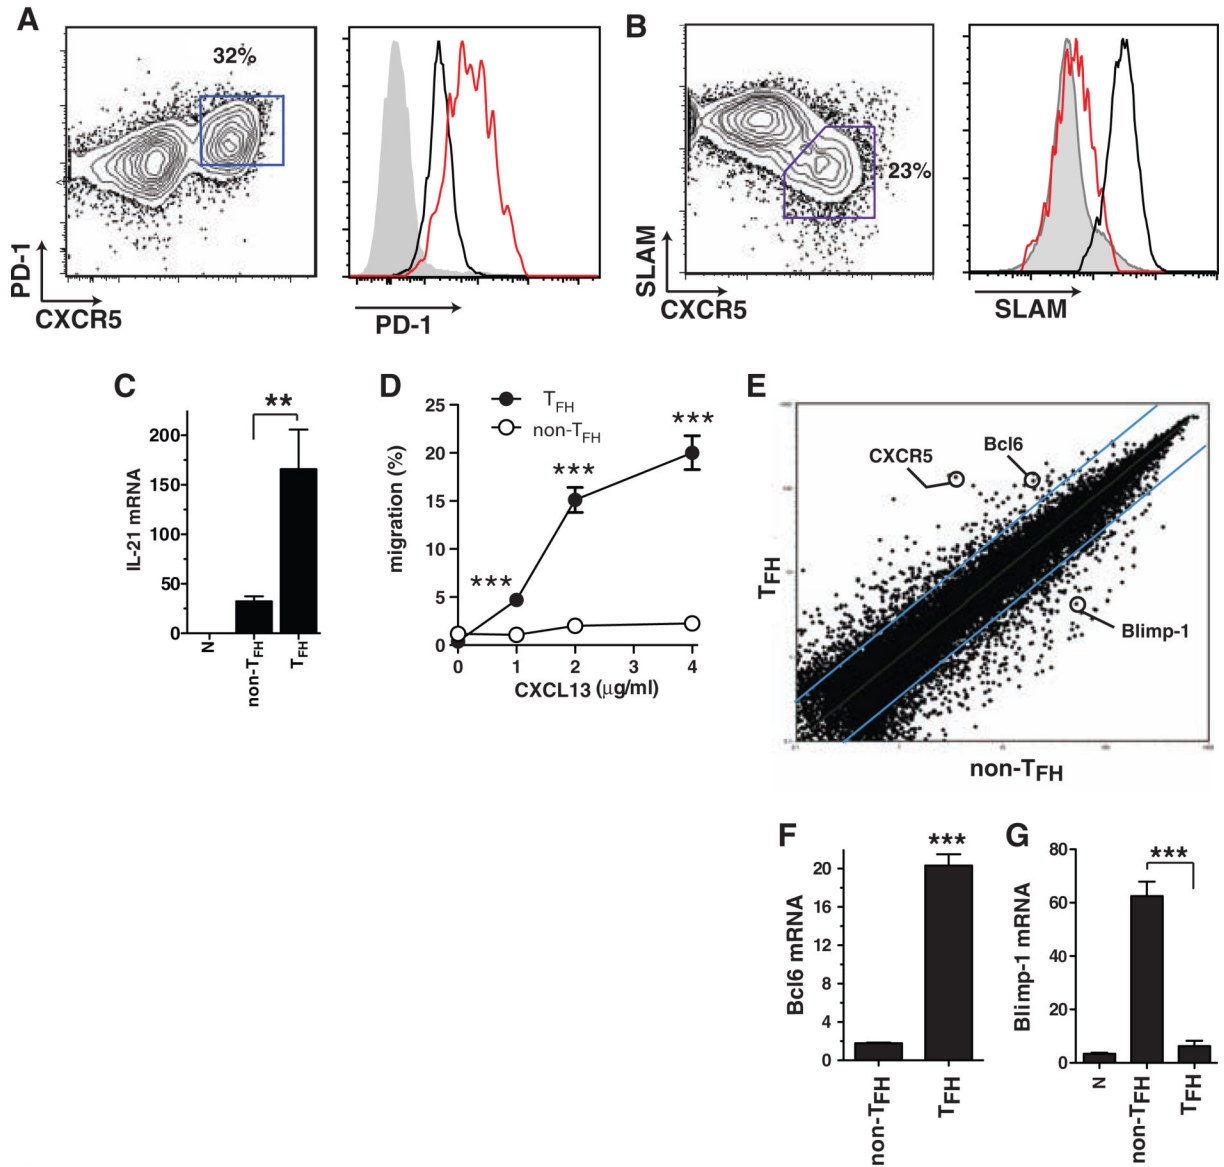 A
32%
PD-1
CXCR5
PD-1
B
23%
SLAM
CXCR5
SLAM
C
**
IL-21 mRNA
200
150
100
50
0
N
non-TFH
TFH
D
TFH
non-TFH
migration (%)
25
20
15
10
5
0
***
***
***
0
1
2
3
4
CXCL13 (μg/ml)
E
CXCR5
Bcl6
Blimp-1
TFH
non-TFH
F
***
Bcl6 mRNA
20
16
12
8
4
0
non-TFH
TFH
G
***
Blimp-1 mRNA
80
60
40
20
0
N
non-TFH
TFH